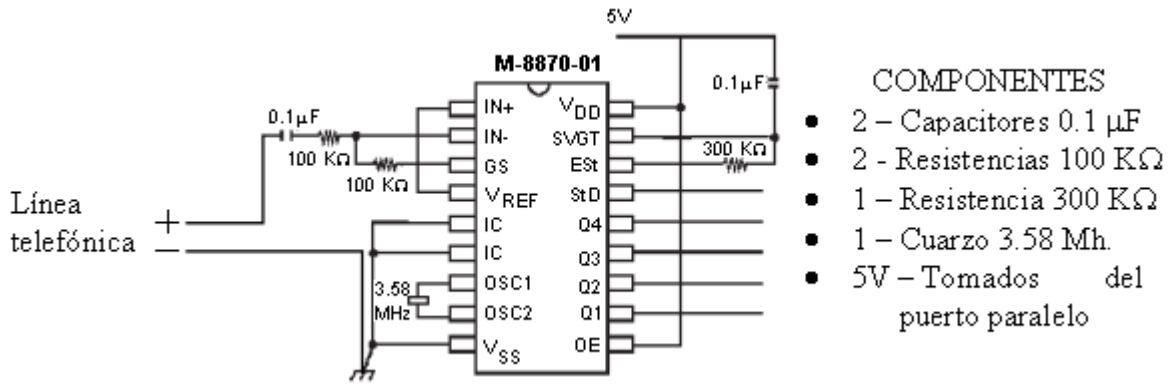 5V
M-8870-01
0.1µF
100 KΩ
100 KΩ
IN+
IN-
GS
VREF
IC
IC
OSC1
OSC2
VSS
VDD
SVGT
ESt
StD
Q4
Q3
Q2
Q1
OE
0.1µF
300 KΩ
3.58
MHz
Línea
telefónica
+
–
COMPONENTES
• 2 – Capacitores 0.1 µF
• 2 - Resistencias 100 KΩ
• 1 – Resistencia 300 KΩ
• 1 – Cuarzo 3.58 Mh.
• 5V – Tomados del
puerto paralelo